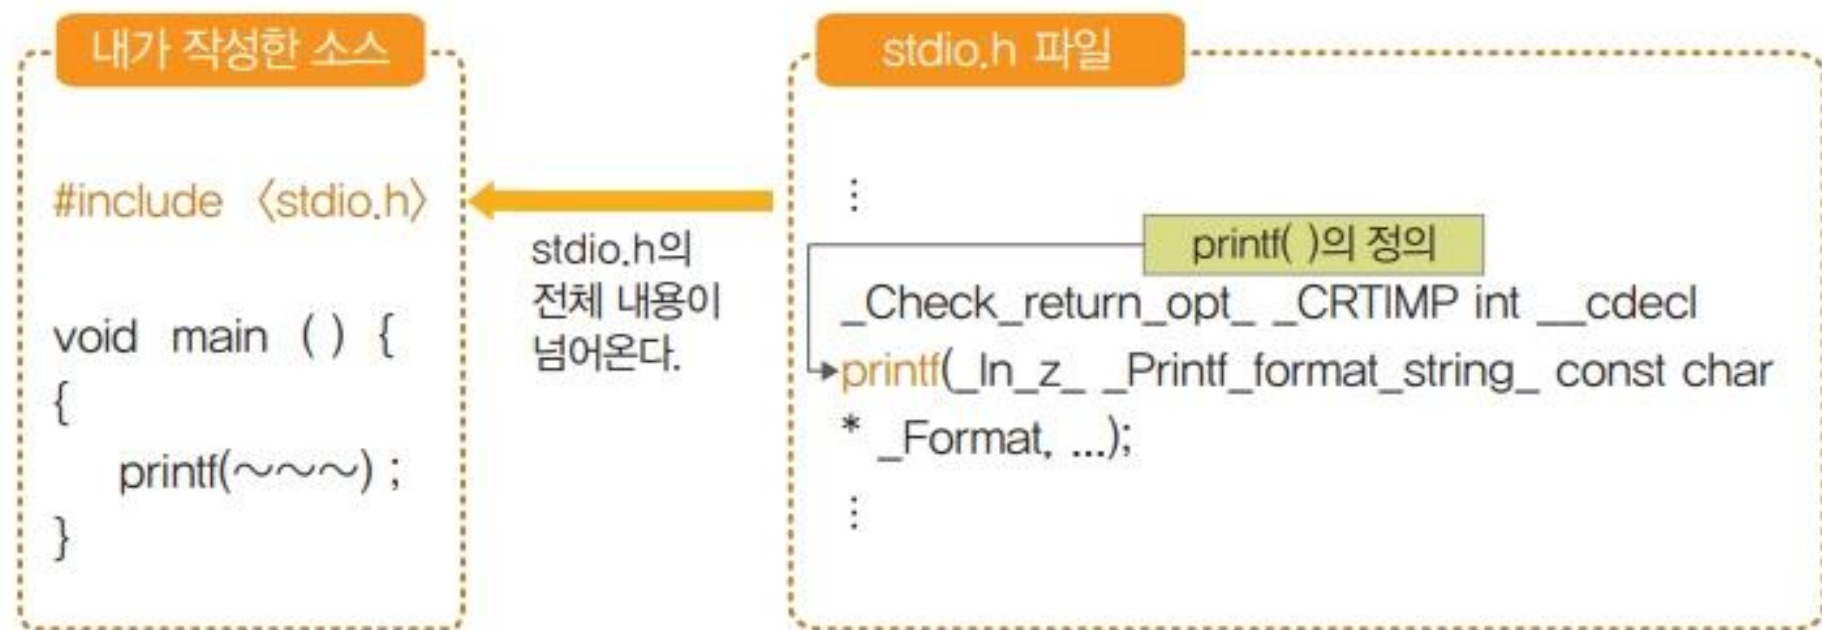 내가 작성한 소스
#include 〈stdio.h〉
void main ( ) {
{
printf(～～～) ;
}
stdio.h의
전체 내용이
넘어온다.
stdio.h 파일
⋮
printf( )의 정의
_Check_return_opt_ _CRTIMP int __cdecl
printf(_In_z_ _Printf_format_string_ const char
* _Format, ...);
⋮